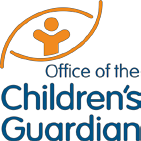 Office of the
Children's
Guardian